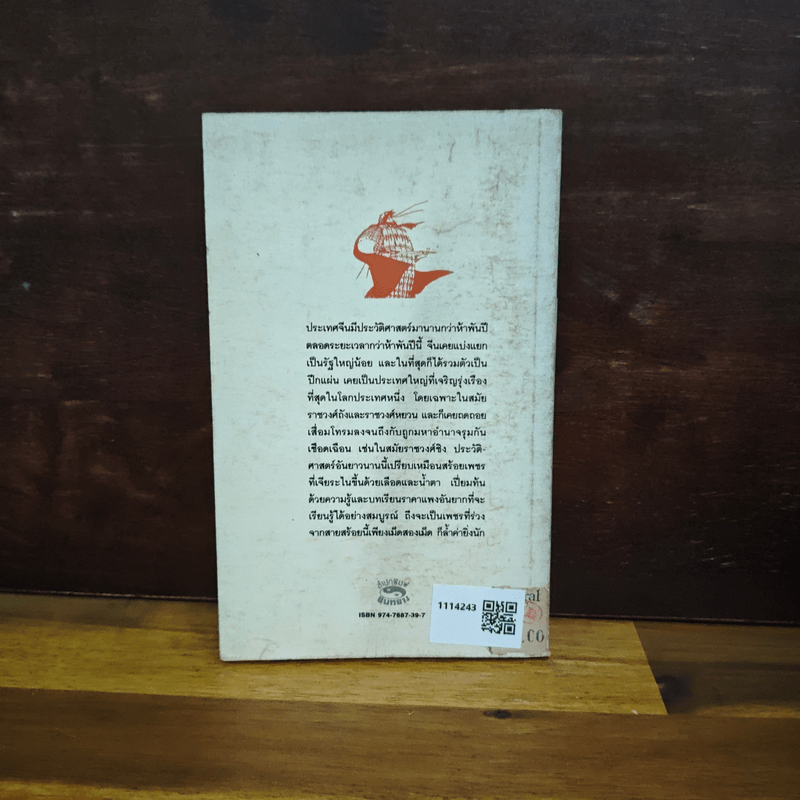 ประเทศจีนมีประวัติศาสตร์มานานกว่าห้าพันปี
ตลอดระยะเวลากว่าห้าพันปีนี้ จีนเคยแบ่งแยก
เป็นรัฐใหญ่น้อย และในที่สุดก็ได้รวมตัวเป็น
ปึกแผ่น เคยเป็นประเทศใหญ่ที่เจริญรุ่งเรือง
ที่สุดในโลกประเทศหนึ่ง โดยเฉพาะในสมัย
ราชวงศ์ถังและราชวงศ์หยวน และก็เคยถดถอย
เสื่อมโทรมลงจนถึงกับถูกมหาอำนาจรุมกัน
เชือดเฉือน เช่นในสมัยราชวงศ์ชิง ประวัติ-
ศาสตร์อันยาวนานนี้เปรียบเหมือนสร้อยเพชร
ที่เจียระไนขึ้นด้วยเลือดและน้ำตา เปี่ยมท้น
ด้วยความรู้และบทเรียนราคาแพงอันยากที่จะ
เรียนรู้ได้อย่างสมบูรณ์ ถึงจะเป็นเพชรที่ร่วง
จากสายสร้อยนี้เพียงเม็ดสองเม็ด ก็ล้ำค่ายิ่งนัก
ISBN 974-7687-39-7
1114243